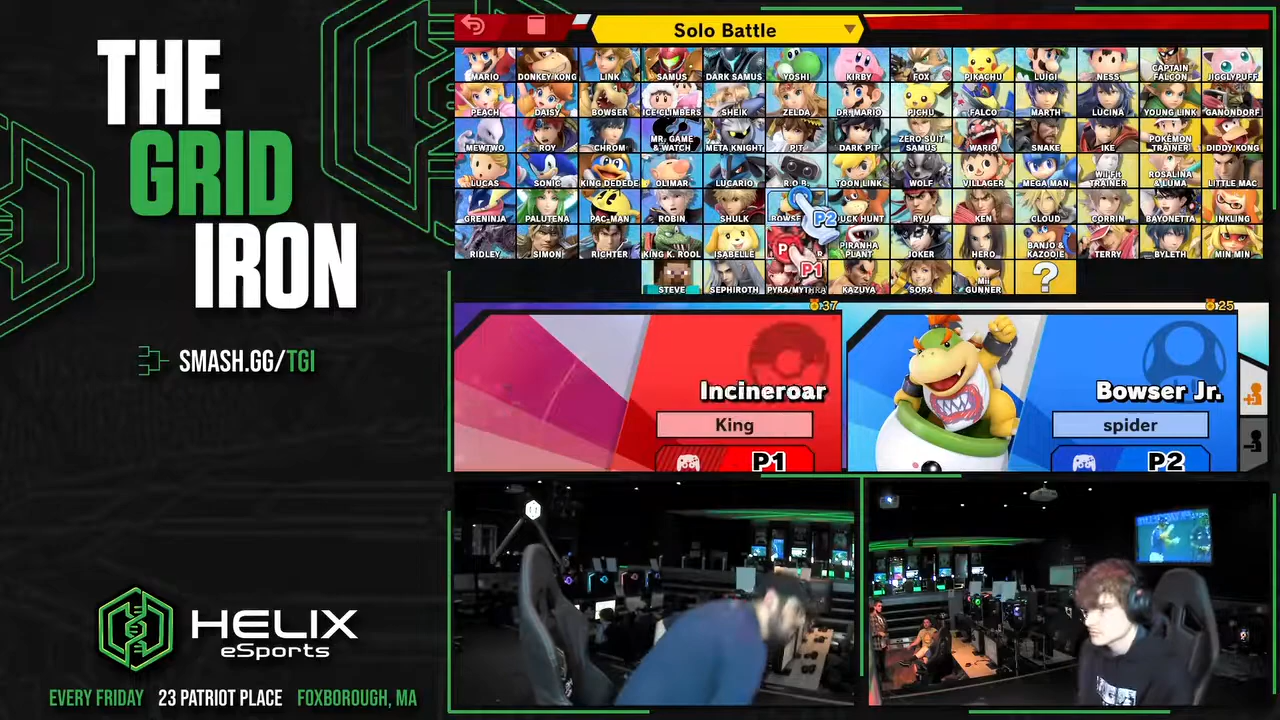 THE
GRID
IRON
SMASH.GG/TGI
HELIX
eSports
EVERY FRIDAY 23 PATRIOT PLACE FOXBOROUGH, MA
Solo Battle
MARIO DONKEY KONG LINK SAMUS DARK SAMUS YOSHI KIRBY FOX PIKACHU LUIGI NESS CAPTAIN FALCON JIGGLYPUFF
PEACH DAISY BOWSER ICE CLIMBERS SHEIK ZELDA DR. MARIO PICHU FALCO MARTH LUCINA YOUNG LINK GANONDORF
MEWTWO ROY CHROM MR. GAME & WATCH META KNIGHT PIT DARK PIT ZERO SUIT SAMUS WARIO SNAKE IKE POKÉMON TRAINER DIDDY KONG
LUCAS SONIC KING DEDEDE OLIMAR LUCARIO R.O.B. TOON LINK WOLF VILLAGER MEGA MAN Wii Fit TRAINER ROSALINA & LUMA LITTLE MAC
GRENINJA PALUTENA PAC-MAN ROBIN SHULK P2 RYU KEN CLOUD CORRIN BAYONETTA INKLING
RIDLEY SIMON RICHTER KING K. ROOL ISABELLE P1 PIRANHA PLANT JOKER HERO BANJO & KAZOOIE TERRY BYLETH MIN MIN
STEVE SEPHIROTH KAZUYA SORA Mii GUNNER ?
37
25
Incineroar
King
P1
Bowser Jr.
spider
P2